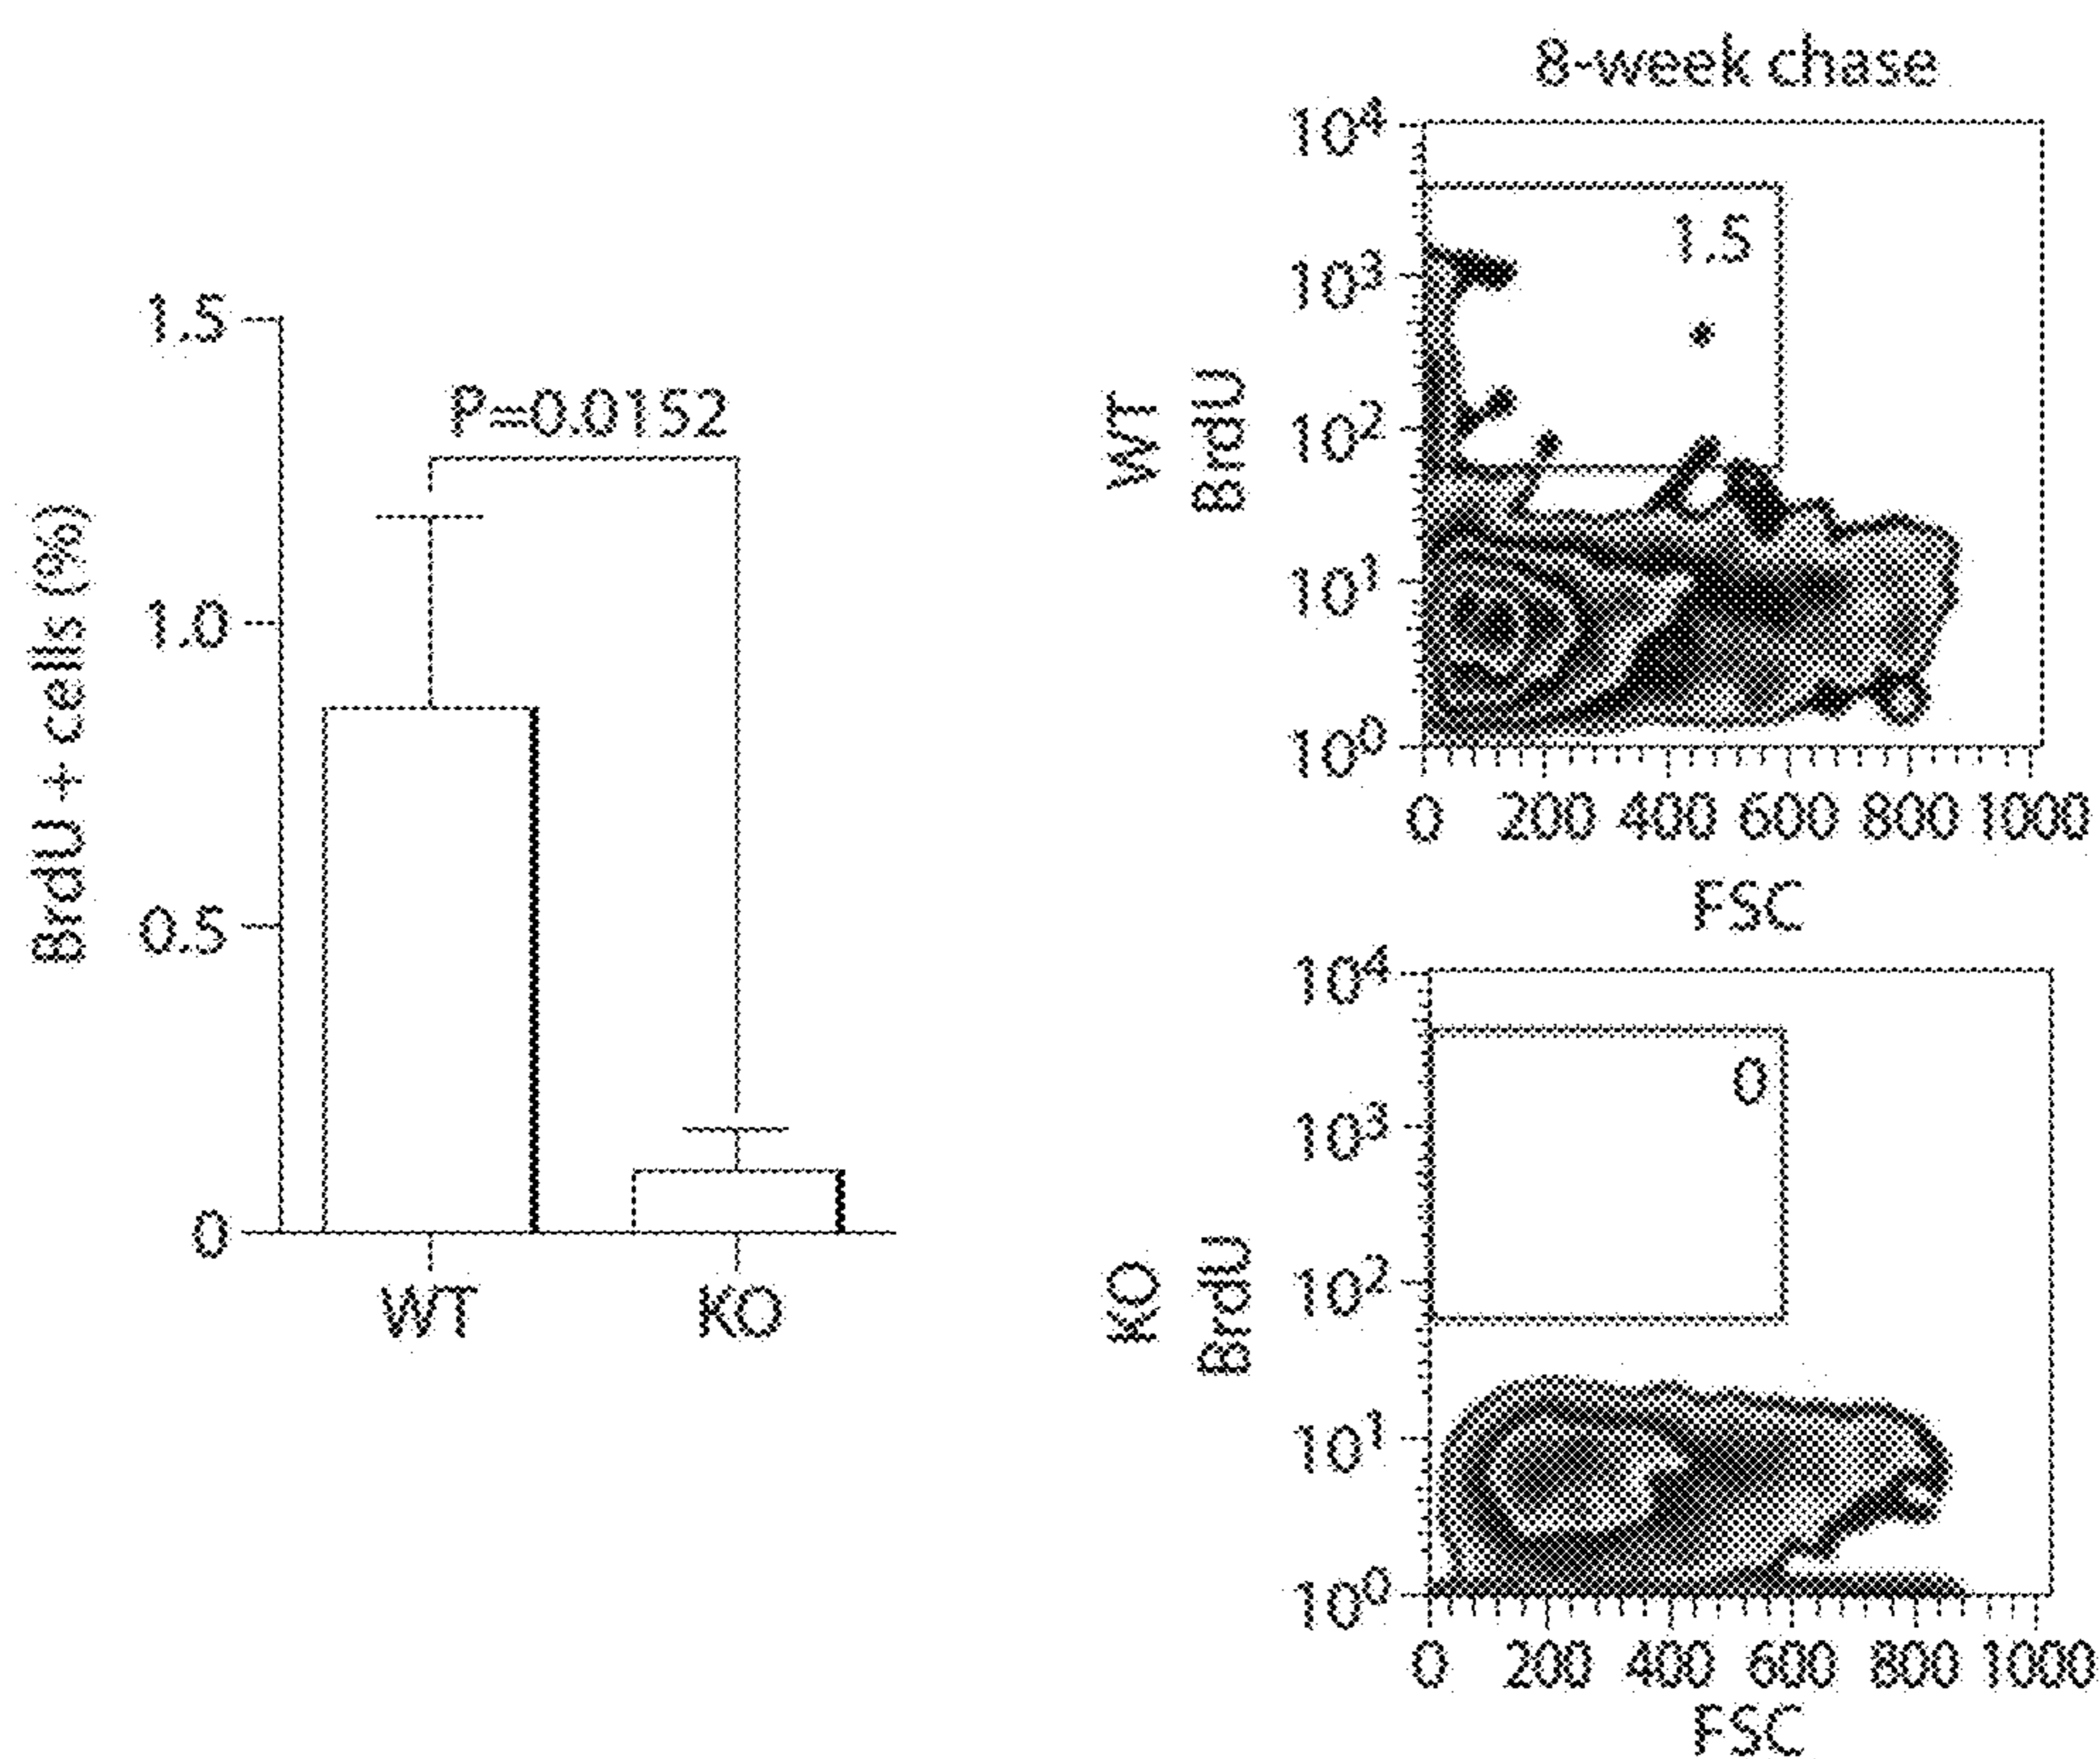 BrdU + cells (%)
1.5
1.0
0.5
0
P=0.0152
WT
KO
8-week chase
WT
BrdU
10⁴
10³
10²
10¹
10⁰
1.5
0 200 400 600 800 1000
FSC
KO
BrdU
10⁴
10³
10²
10¹
10⁰
0
0 200 400 600 800 1000
FSC